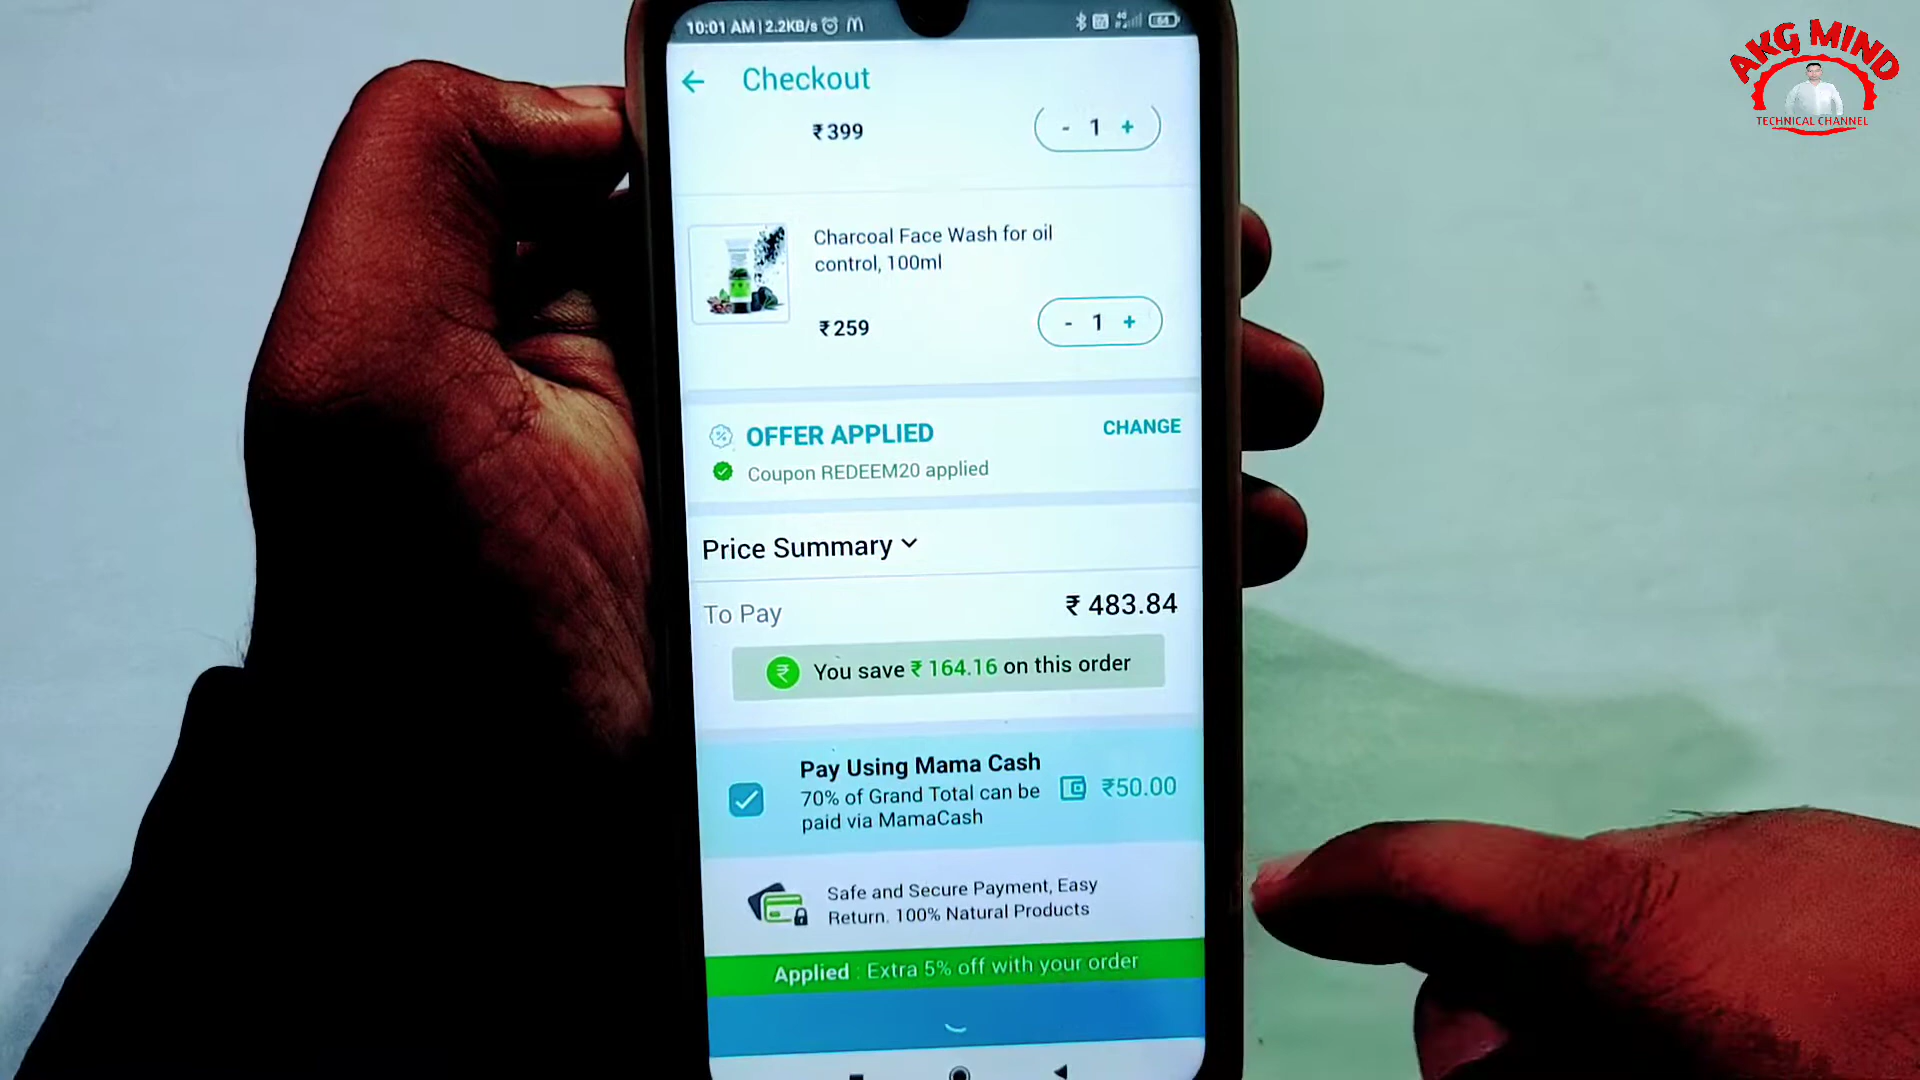 10:01 AM | 2.2KB/s
4G
64
AKG MIND
TECHNICAL CHANNEL
Checkout
₹399
- 1 +
Charcoal Face Wash for oil
control, 100ml
₹259
- 1 +
OFFER APPLIED
CHANGE
Coupon REDEEM20 applied
Price Summary
To Pay
₹ 483.84
You save ₹ 164.16 on this order
Pay Using Mama Cash
70% of Grand Total can be
paid via MamaCash
₹50.00
Safe and Secure Payment, Easy
Return. 100% Natural Products
Applied : Extra 5% off with your order